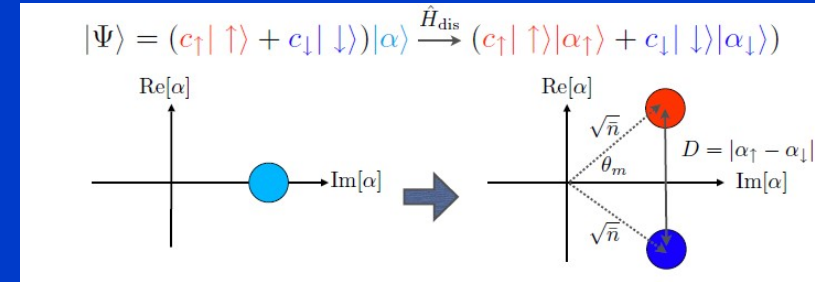 |Ψ⟩ = (c↑| ↑⟩ + c↓| ↓⟩)|α⟩ —Ĥdis→ (c↑| ↑⟩|α↑⟩ + c↓| ↓⟩|α↓⟩)
Re[α] Re[α]
√n̄
D = |α↑ − α↓|
θm
Im[α] Im[α]
√n̄